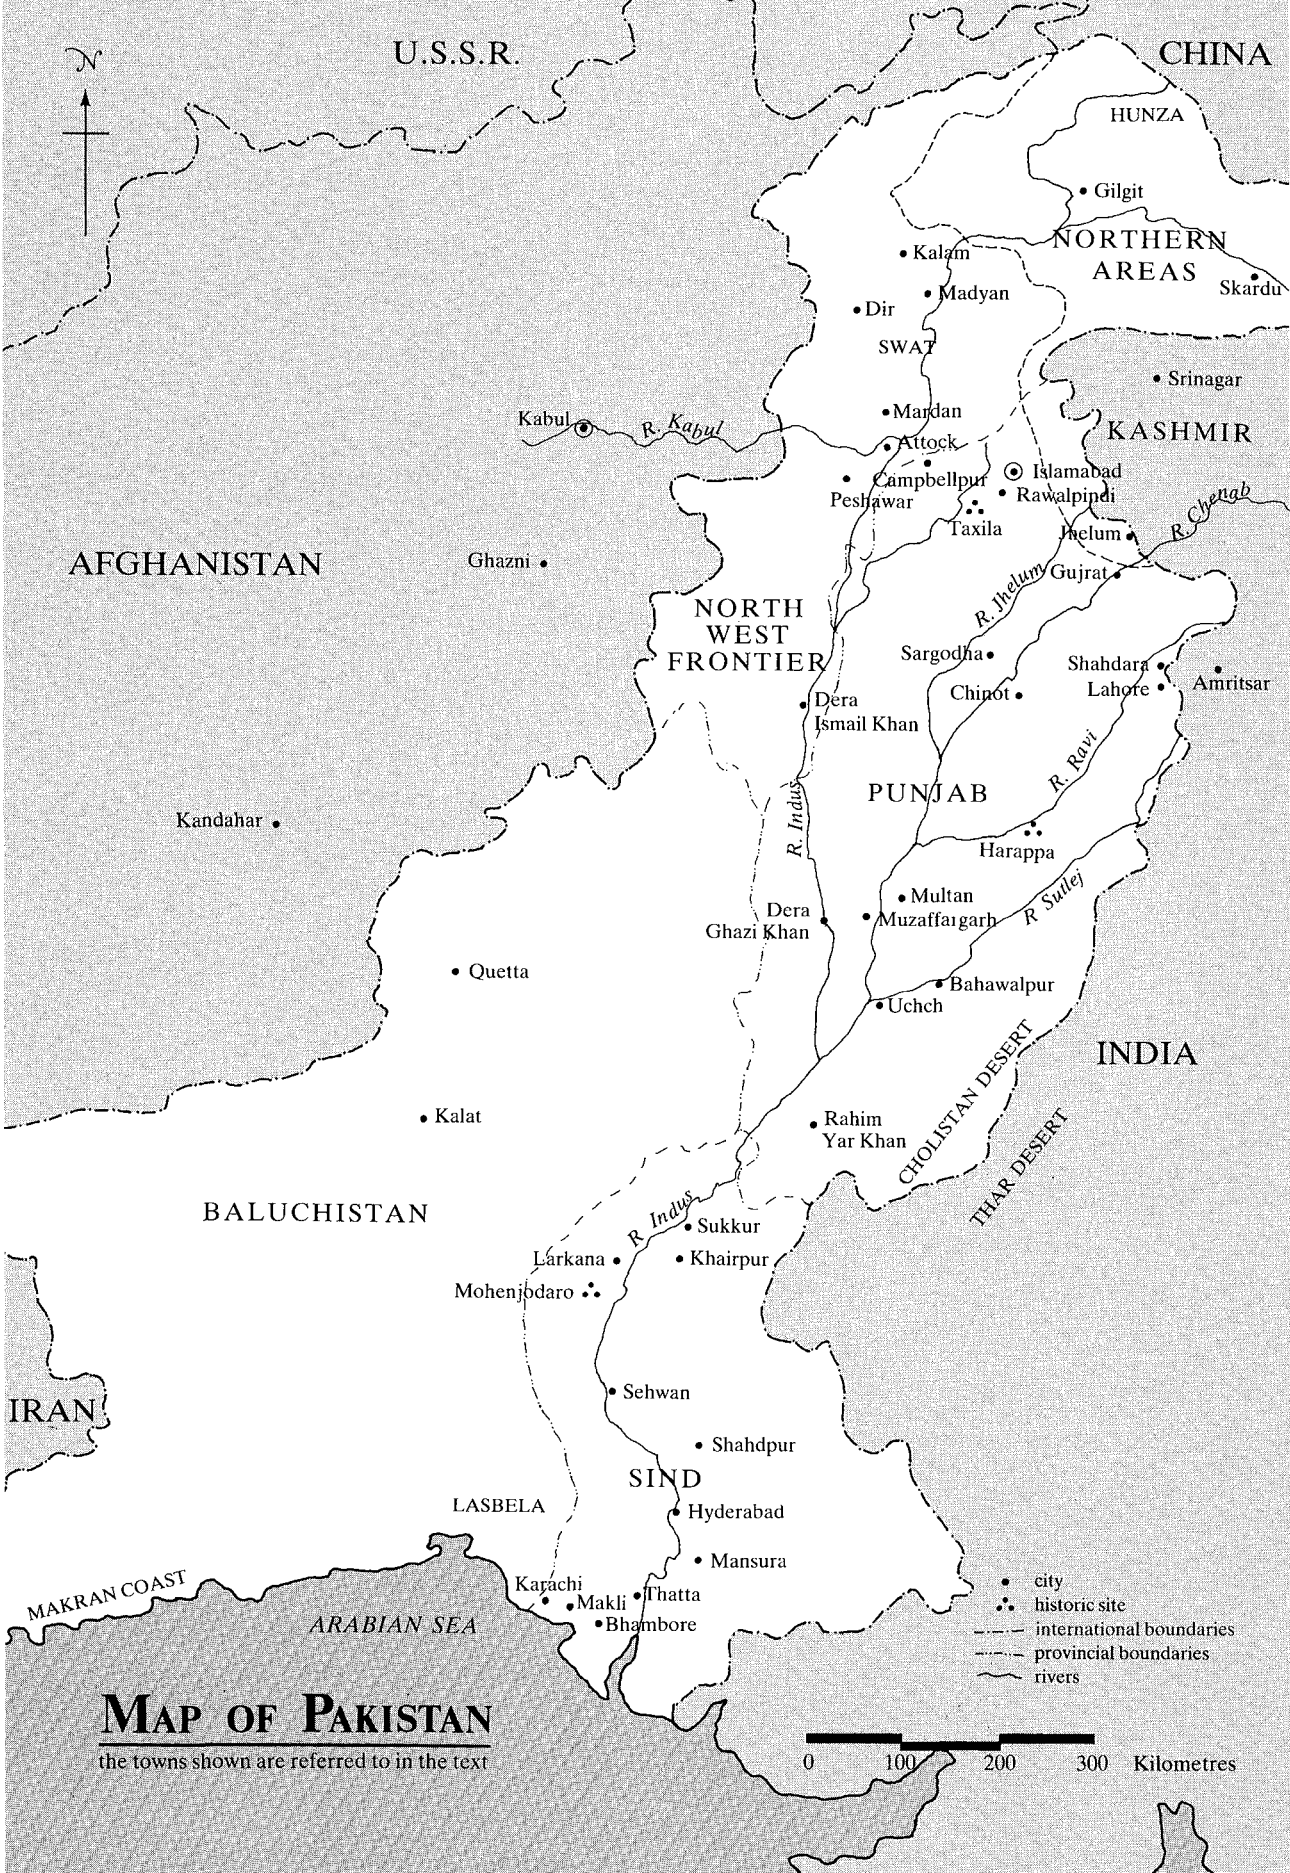 N
U.S.S.R.
CHINA
HUNZA
Gilgit
NORTHERN
AREAS
Skardu
Kalam
Madyan
Dir
SWAT
Srinagar
Mardan
Kabul
R. Kabul
KASHMIR
Attock
Campbellpur
Islamabad
Peshawar
Rawalpindi
R. Chenab
Taxila
Jhelum
AFGHANISTAN
Ghazni
Gujrat
R. Jhelum
NORTH
WEST
FRONTIER
Sargodha
Shahdara
Lahore
Amritsar
Chinot
Dera
Ismail Khan
R. Ravi
PUNJAB
R. Indus
Kandahar
Harappa
Multan
R Sutlej
Dera
Ghazi Khan
Muzaffargarh
Quetta
Bahawalpur
Uchch
INDIA
CHOLISTAN DESERT
THAR DESERT
Kalat
Rahim
Yar Khan
BALUCHISTAN
R Indus
Sukkur
Larkana
Khairpur
Mohenjodaro
Sehwan
IRAN
Shahdpur
SIND
LASBELA
Hyderabad
Mansura
MAKRAN COAST
Karachi
Makli
Thatta
Bhambore
ARABIAN SEA
city
historic site
international boundaries
provincial boundaries
rivers
MAP OF PAKISTAN
the towns shown are referred to in the text
0 100 200 300 Kilometres